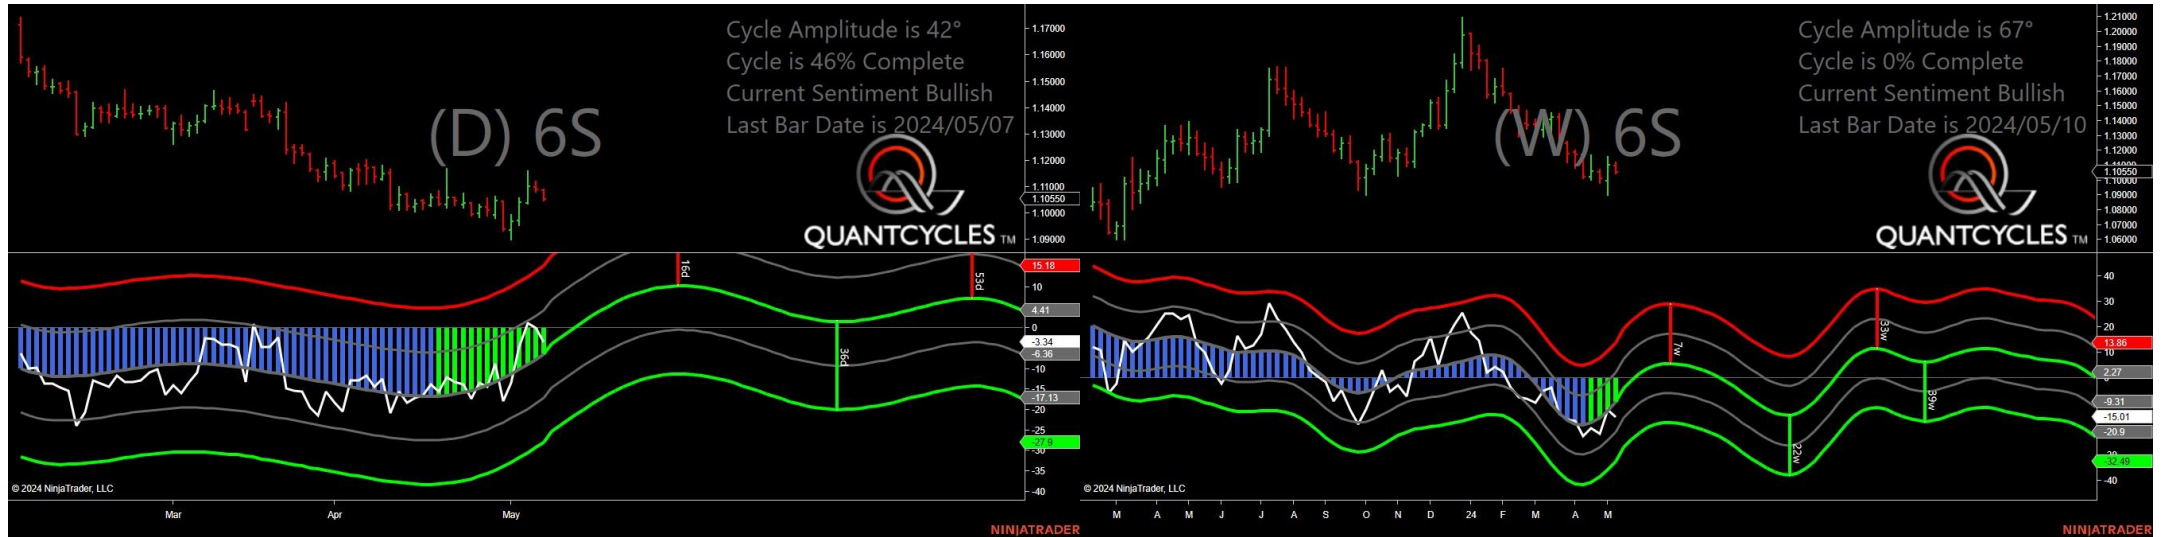 Cycle Amplitude is 42°
Cycle is 46% Complete
Current Sentiment Bullish
Last Bar Date is 2024/05/07
(D) 6S
QUANTCYCLES TM
1.17000
1.16000
1.15000
1.14000
1.13000
1.12000
1.11000
1.10550
1.10000
1.09000
16d
53d
36d
15.18
10
4.41
0
-3.34
-6.36
-10
-15
-17.13
-20
-25
-27.9
-30
-35
-40
© 2024 NinjaTrader, LLC
Mar Apr May
NINJATRADER
Cycle Amplitude is 67°
Cycle is 0% Complete
Current Sentiment Bullish
Last Bar Date is 2024/05/10
(W) 6S
QUANTCYCLES TM
1.21000
1.20000
1.19000
1.18000
1.17000
1.16000
1.15000
1.14000
1.13000
1.12000
1.10550
1.10000
1.09000
1.08000
1.07000
1.06000
7w
33w
22w
39w
40
30
20
13.86
10
2.27
0
-9.31
-15.01
-20.9
-32.49
-40
© 2024 NinjaTrader, LLC
M A M J J A S O N D 24 F M A M
NINJATRADER